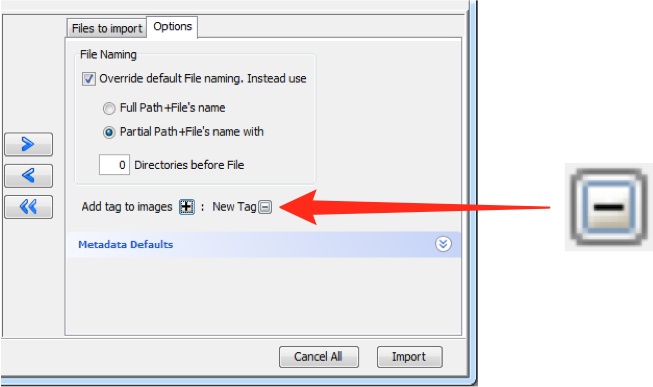 Files to import Options
File Naming
Override default File naming. Instead use
Full Path+File's name
Partial Path+File's name with
0 Directories before File
Add tag to images : New Tag
Metadata Defaults
Cancel All Import